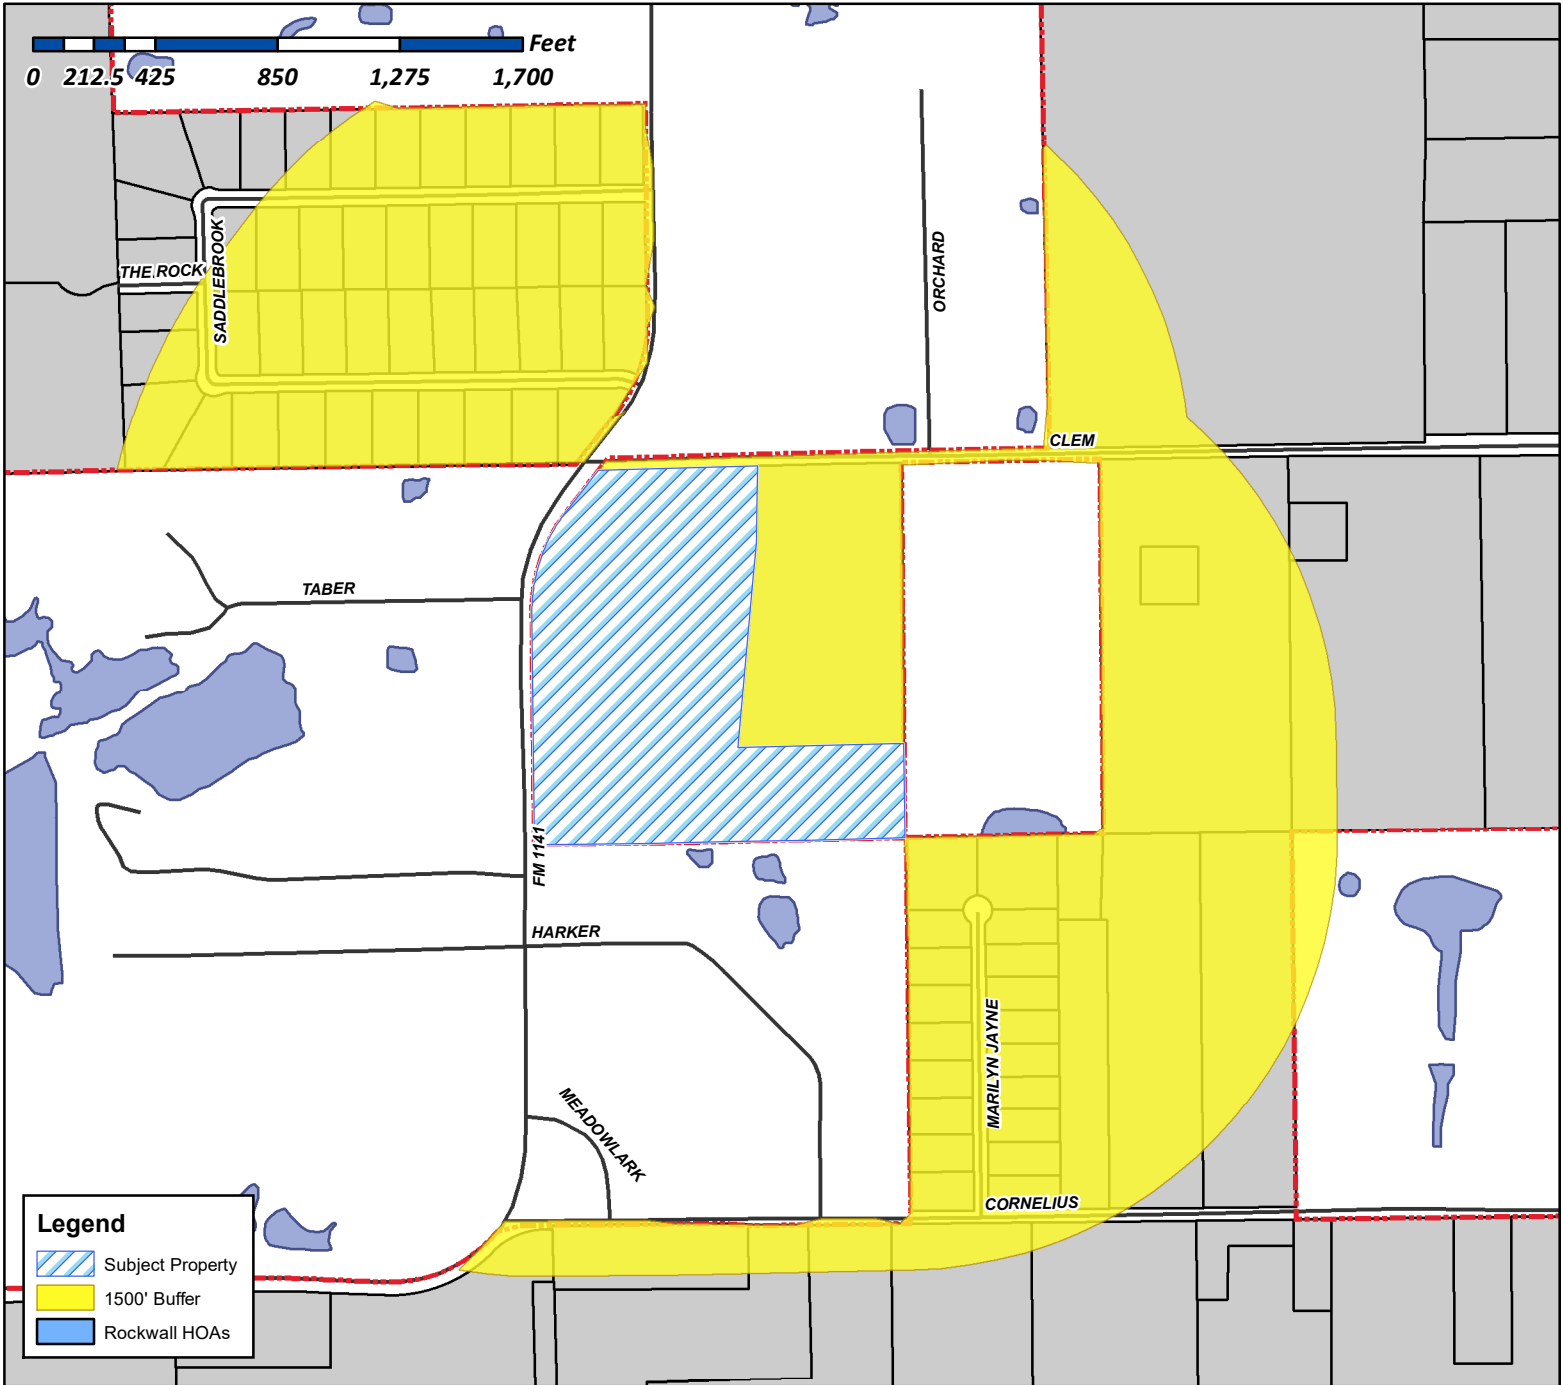 Feet
0 212.5 425 850 1,275 1,700
THE ROCK
SADDLEBROOK
ORCHARD
CLEM
TABER
FM 1141
HARKER
MEADOWLARK
MARILYN JAYNE
CORNELIUS
Legend
Subject Property
1500' Buffer
Rockwall HOAs